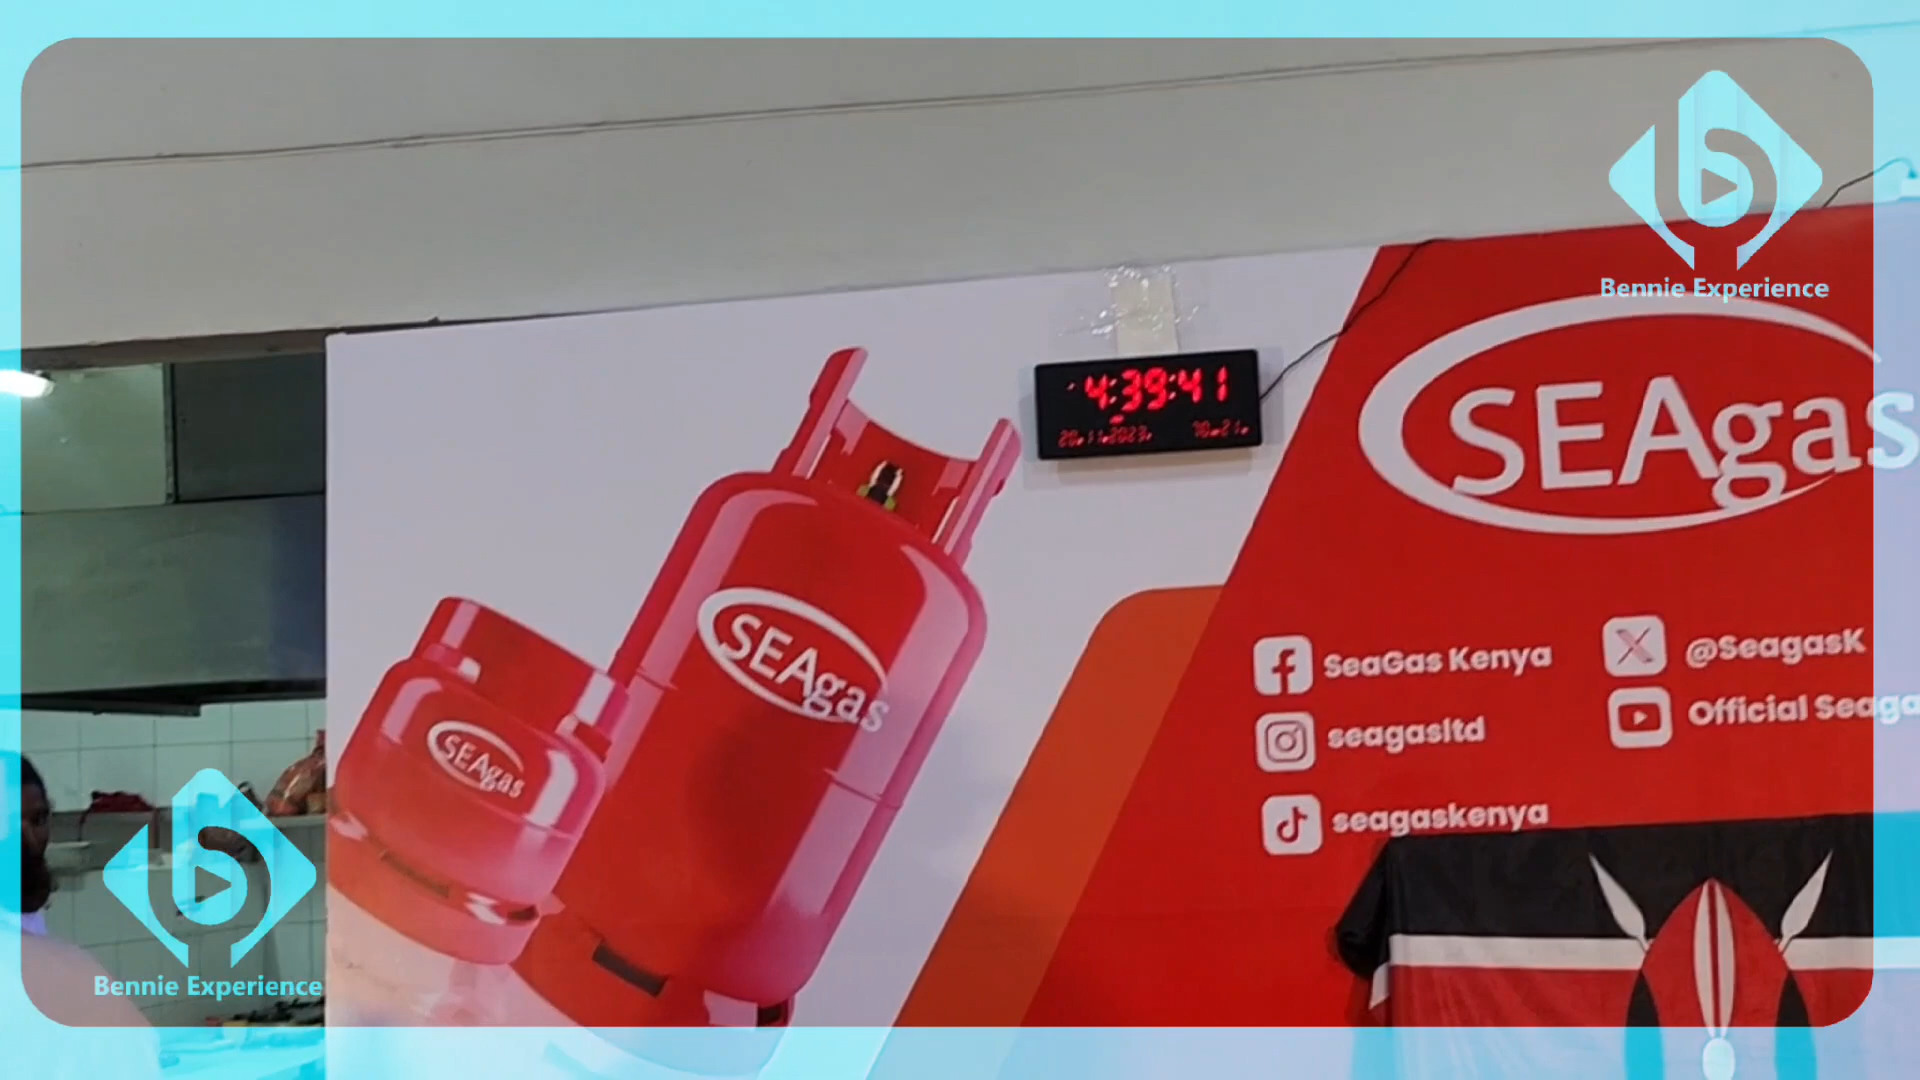 Bennie Experience
4:39:41
SEAgas
SEAgas
SEAgas
SeaGas Kenya
@SeagasK
seagasltd
Official Seaga
seagaskenya
Bennie Experience